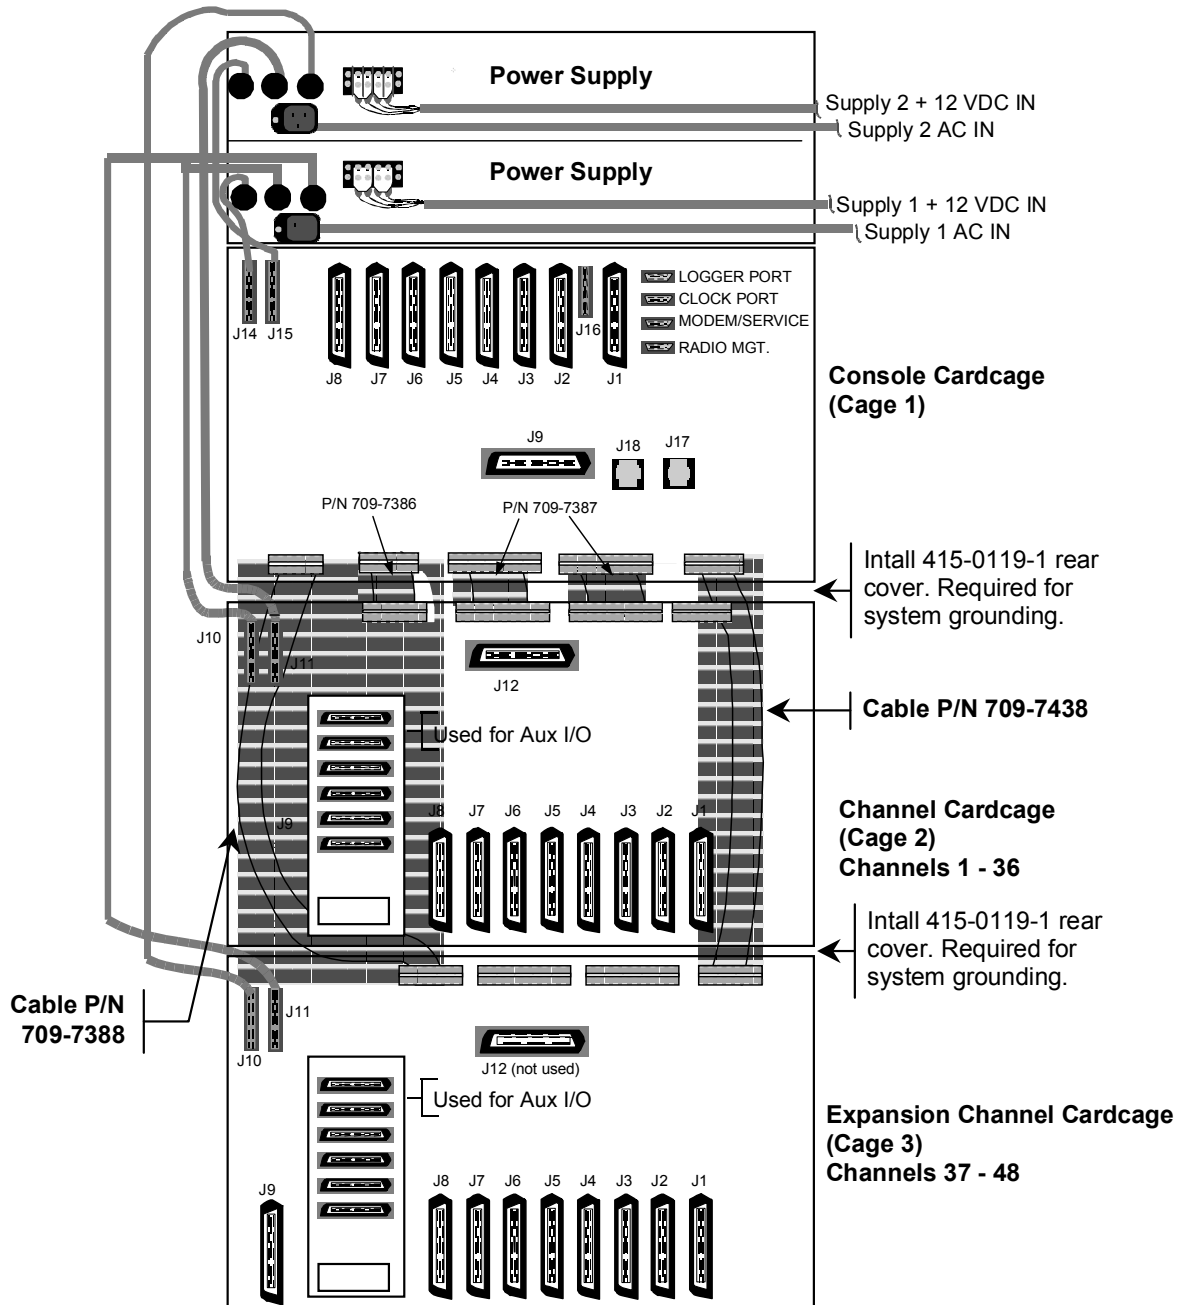 Power Supply
Supply 2 + 12 VDC IN
Supply 2 AC IN
Power Supply
Supply 1 + 12 VDC IN
Supply 1 AC IN
LOGGER PORT
CLOCK PORT
MODEM/SERVICE
RADIO MGT.
J14 J15
J16
J8 J7 J6 J5 J4 J3 J2 J1
Console Cardcage
(Cage 1)
J9
J18 J17
P/N 709-7386
P/N 709-7387
Intall 415-0119-1 rear
cover. Required for
system grounding.
J10
J11
J12
Cable P/N 709-7438
Used for Aux I/O
J9
J8 J7 J6 J5 J4 J3 J2 J1
Channel Cardcage
(Cage 2)
Channels 1 - 36
Intall 415-0119-1 rear
cover. Required for
system grounding.
Cable P/N
709-7388
J11
J10
J12 (not used)
Used for Aux I/O
Expansion Channel Cardcage
(Cage 3)
Channels 37 - 48
J9
J8 J7 J6 J5 J4 J3 J2 J1